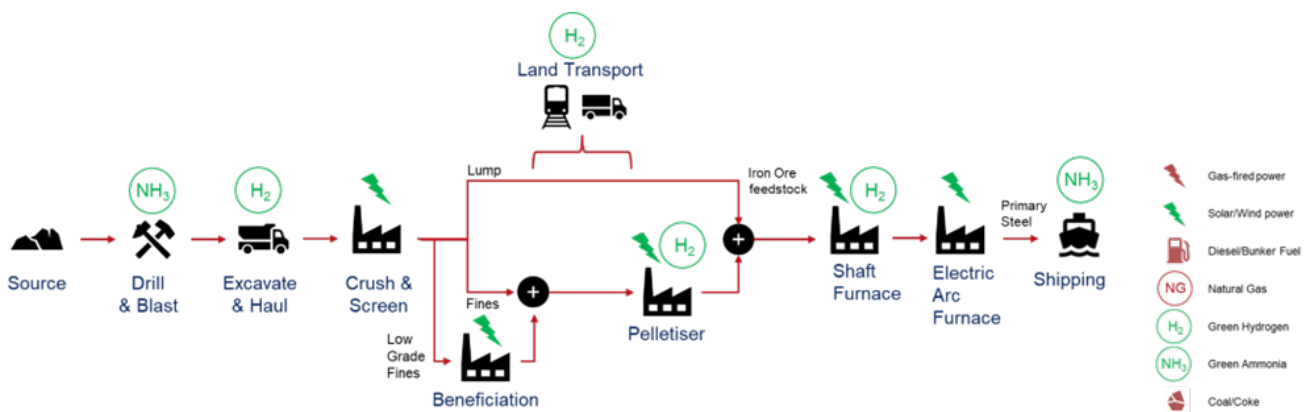 H₂
Land Transport
Lump
Iron Ore
feedstock
NH₃
H₂
H₂
NH₃
Primary
Steel
H₂
Source
Drill
& Blast
Excavate
& Haul
Crush &
Screen
Fines
Low
Grade
Fines
Beneficiation
Pelletiser
Shaft
Furnace
Electric
Arc
Furnace
Shipping
Gas-fired power
Solar/Wind power
Diesel/Bunker Fuel
NG Natural Gas
H₂ Green Hydrogen
NH₃ Green Ammonia
Coal/Coke